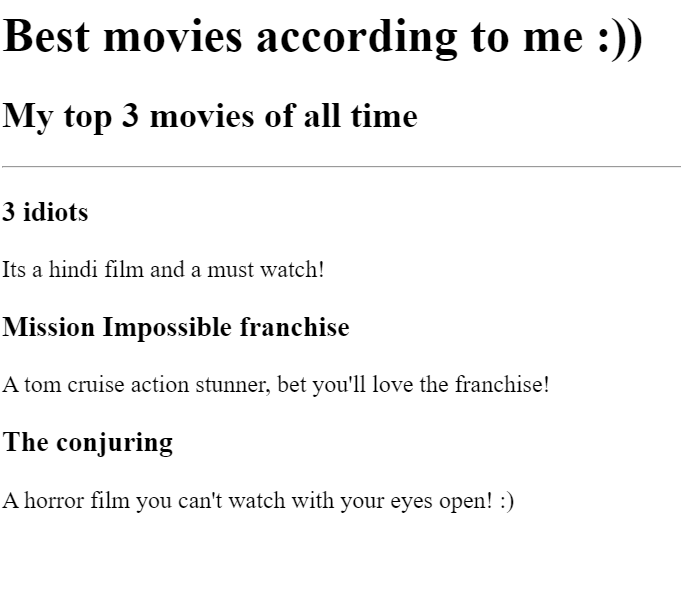 Best movies according to me :))
My top 3 movies of all time
3 idiots
Its a hindi film and a must watch!
Mission Impossible franchise
A tom cruise action stunner, bet you'll love the franchise!
The conjuring
A horror film you can't watch with your eyes open! :)